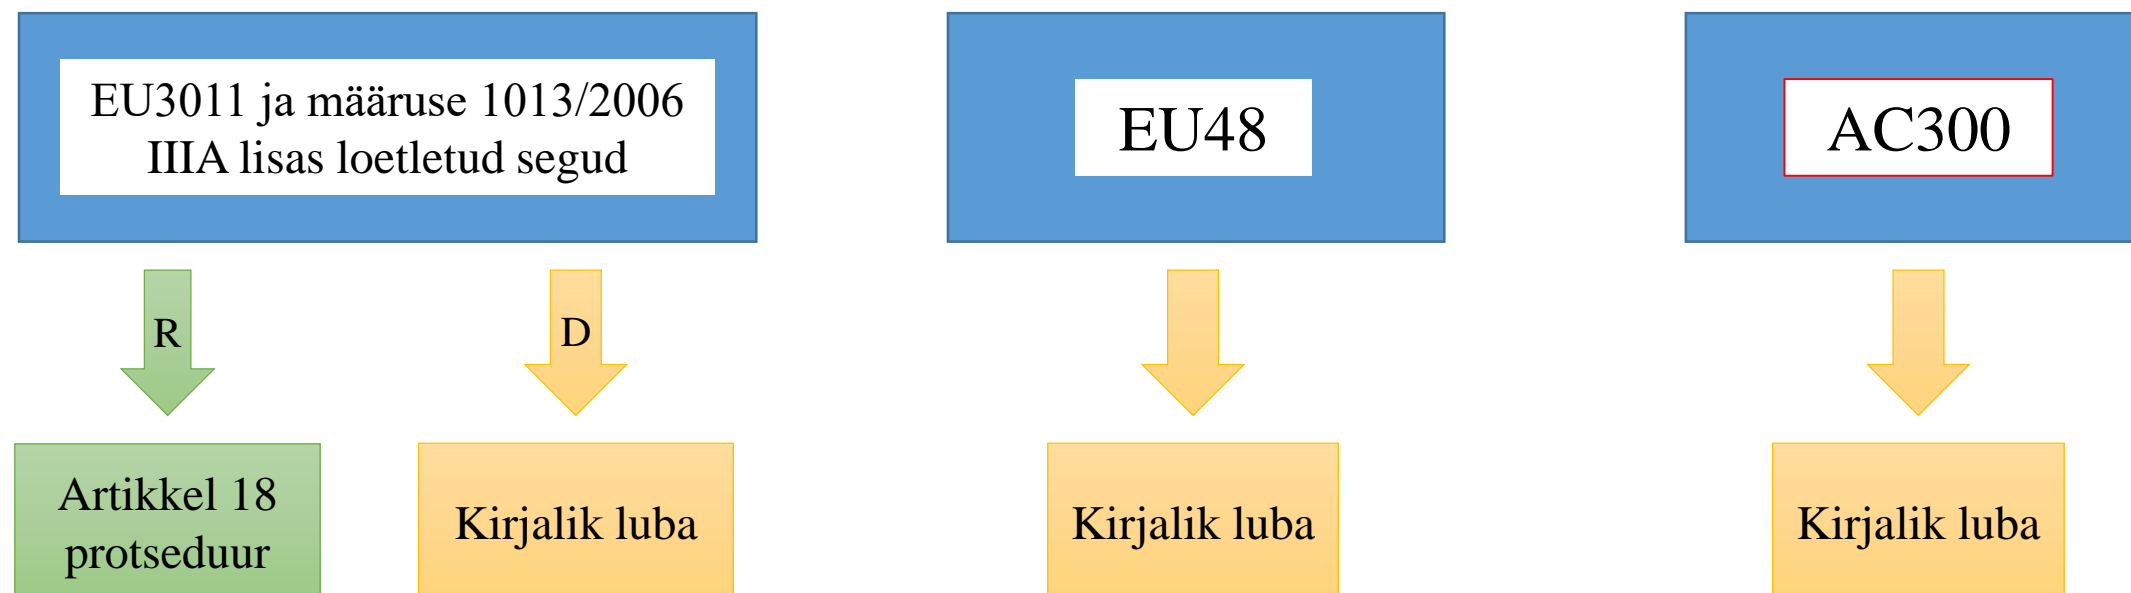 EU3011 ja määruse 1013/2006
IIIA lisas loetletud segud
EU48
AC300
R
D
Artikkel 18
protseduur
Kirjalik luba
Kirjalik luba
Kirjalik luba